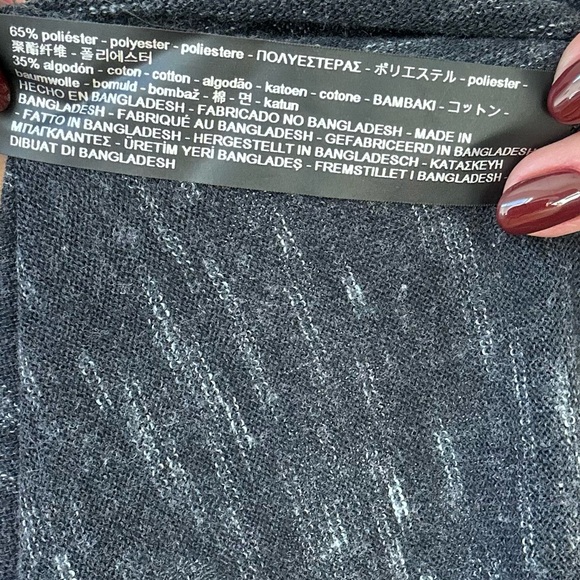 65% poliéster - polyester - poliestere - ΠΟΛΥΕΣΤΕΡΑΣ - ポリエステル - poliester -
聚酯纤维 - 폴리에스터
35% algodón - coton - cotton - algodão - katoen - cotone - BAMBAKI - コットン -
baumwolle - bomuld - bombaž - 棉 - 면 - katun
HECHO EN BANGLADESH - FABRICADO NO BANGLADESH - MADE IN
BANGLADESH - FABRIQUÉ AU BANGLADESH - GEFABRICEERD IN BANGLADESH
- FATTO IN BANGLADESH - HERGESTELLT IN BANGLADESCH - ΚΑΤΑΣΚΕΥΗ
ΜΠΑΓΚΛΑΝΤΕΣ - ÜRETİM YERİ BANGLADEŞ - FREMSTILLET I BANGLADESH -
DIBUAT DI BANGLADESH